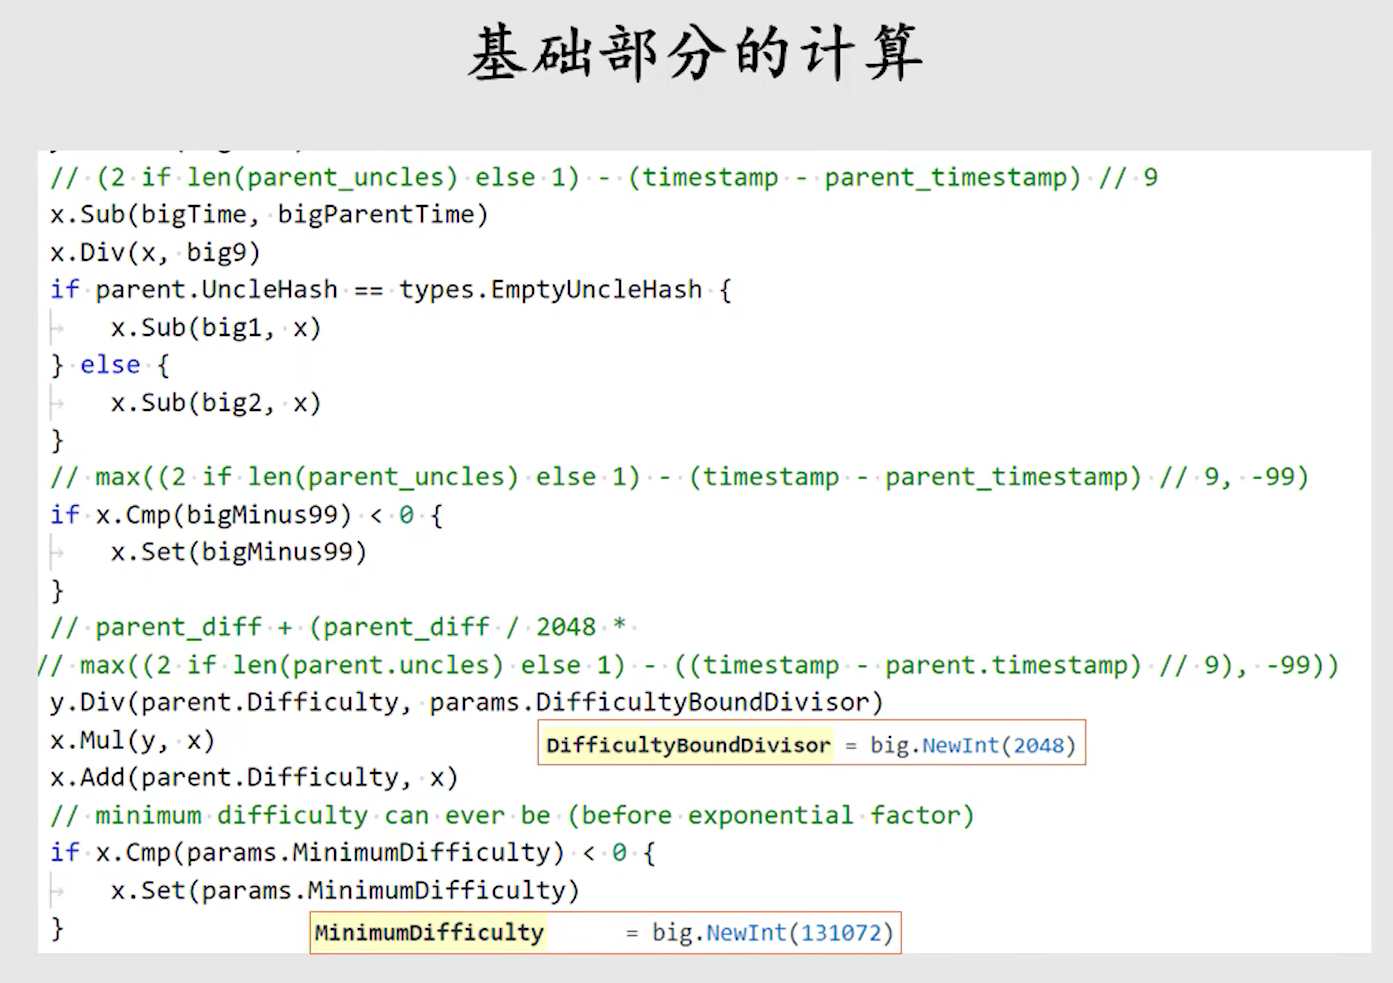 基础部分的计算
// (2 if len(parent_uncles) else 1) - (timestamp - parent_timestamp) // 9
x.Sub(bigTime, bigParentTime)
x.Div(x, big9)
if parent.UncleHash == types.EmptyUncleHash {
x.Sub(big1, x)
} else {
x.Sub(big2, x)
}
// max((2 if len(parent_uncles) else 1) - (timestamp - parent_timestamp) // 9, -99)
if x.Cmp(bigMinus99) < 0 {
x.Set(bigMinus99)
}
// parent_diff + (parent_diff / 2048 *
// max((2 if len(parent.uncles) else 1) - ((timestamp - parent.timestamp) // 9), -99))
y.Div(parent.Difficulty, params.DifficultyBoundDivisor)
x.Mul(y, x)
DifficultyBoundDivisor = big.NewInt(2048)
x.Add(parent.Difficulty, x)
// minimum difficulty can ever be (before exponential factor)
if x.Cmp(params.MinimumDifficulty) < 0 {
x.Set(params.MinimumDifficulty)
}
MinimumDifficulty = big.NewInt(131072)